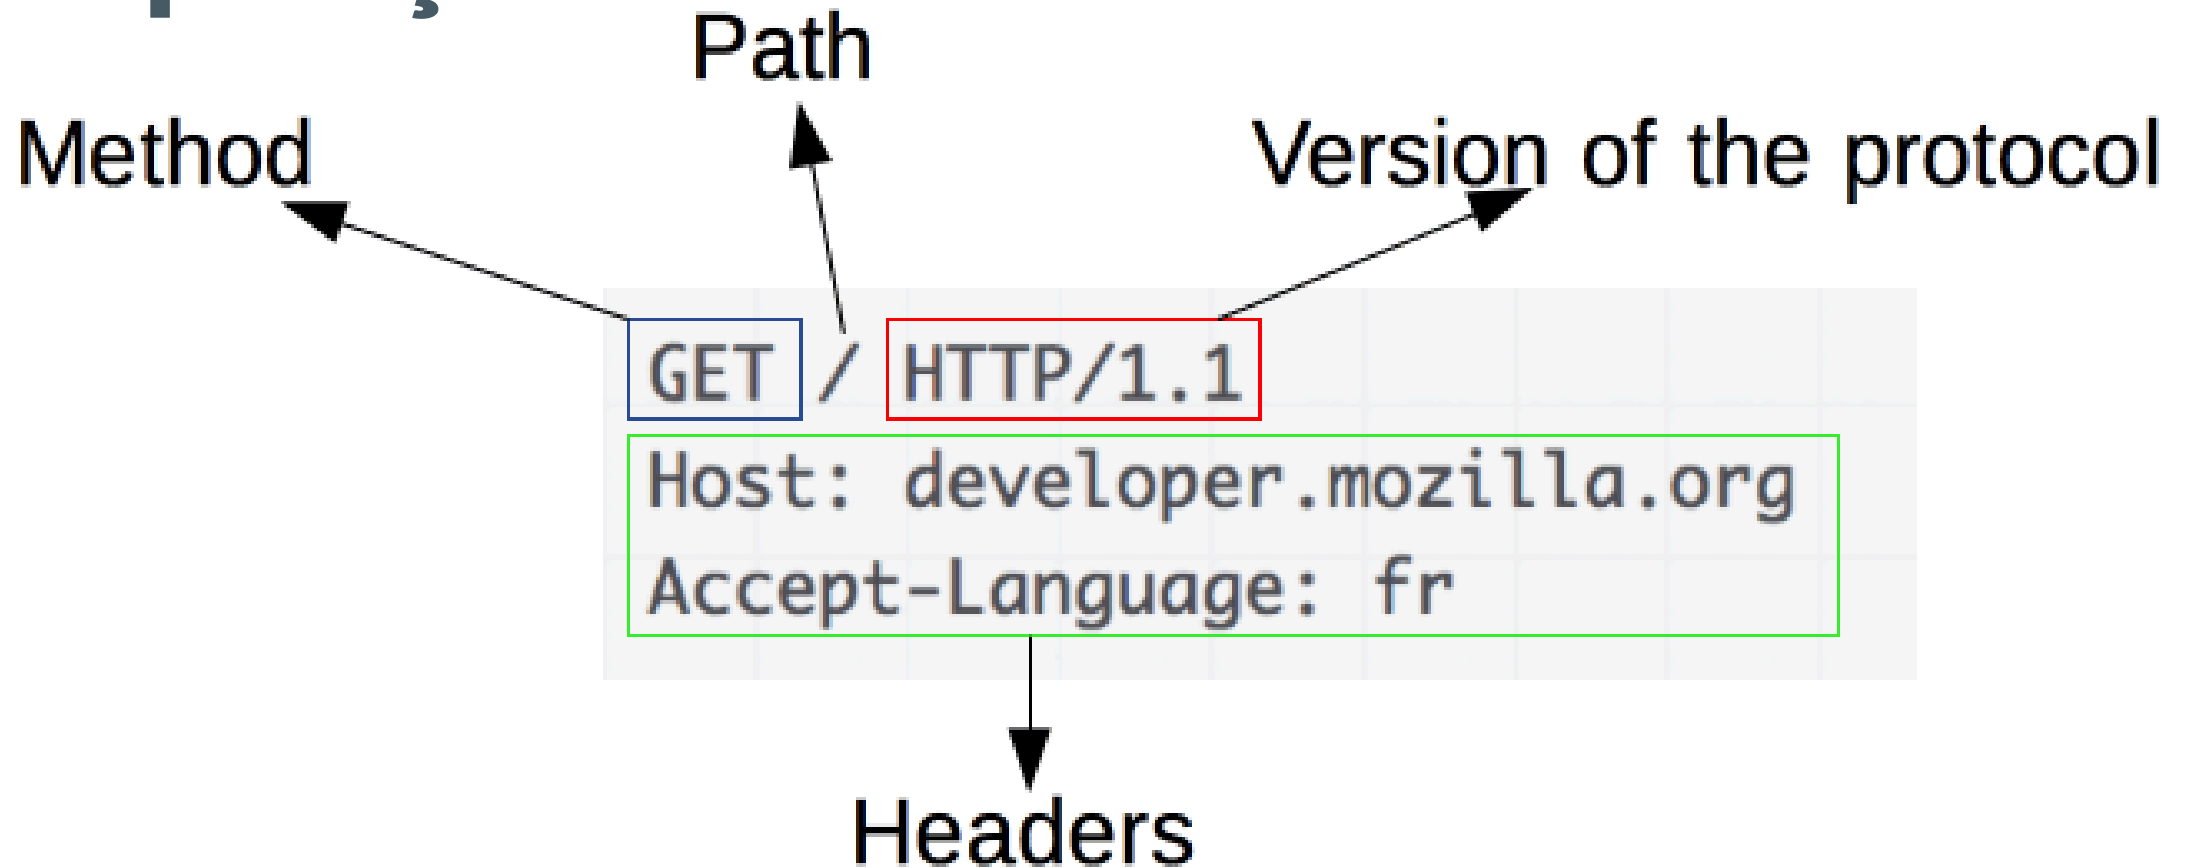 Path
Method
Version of the protocol
GET / HTTP/1.1
Host: developer.mozilla.org
Accept-Language: fr
Headers